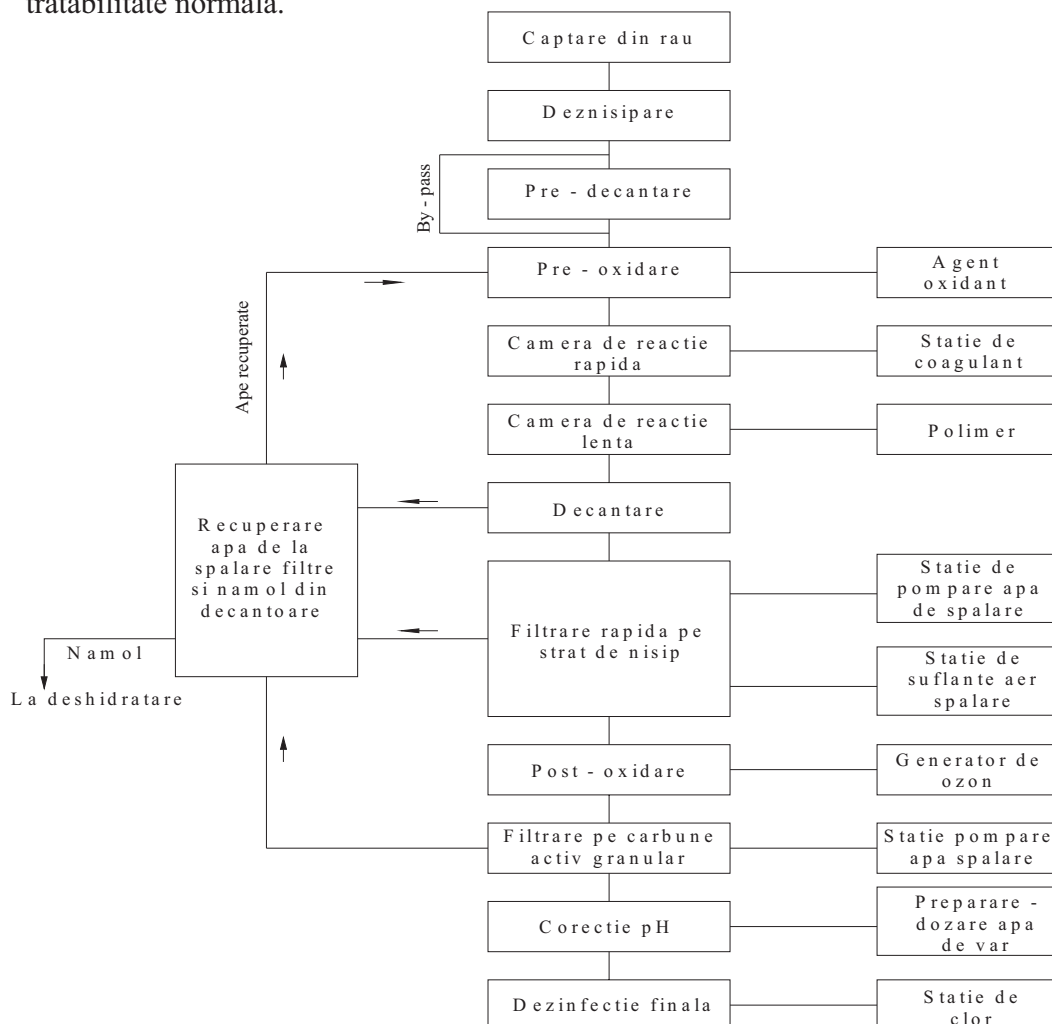 tratabilitate normala.
Captare din rau
Deznisipare
By - pass
Pre - decantare
Pre - oxidare
Agent
oxidant
Ape recuperate
Camera de reactie
rapida
Statie de
coagulant
Camera de reactie
lenta
Polimer
Decantare
Recuperare
apa de la
spalare filtre
si namol din
decantoare
Filtrare rapida pe
strat de nisip
Statie de
pompare apa
de spalare
Statie de
suflante aer
spalare
Namol
La deshidratare
Post - oxidare
Generator de
ozon
Filtrare pe carbune
activ granular
Statie pompare
apa spalare
Corectie pH
Preparare -
dozare apa
de var
Dezinfectie finala
Statie de
clor